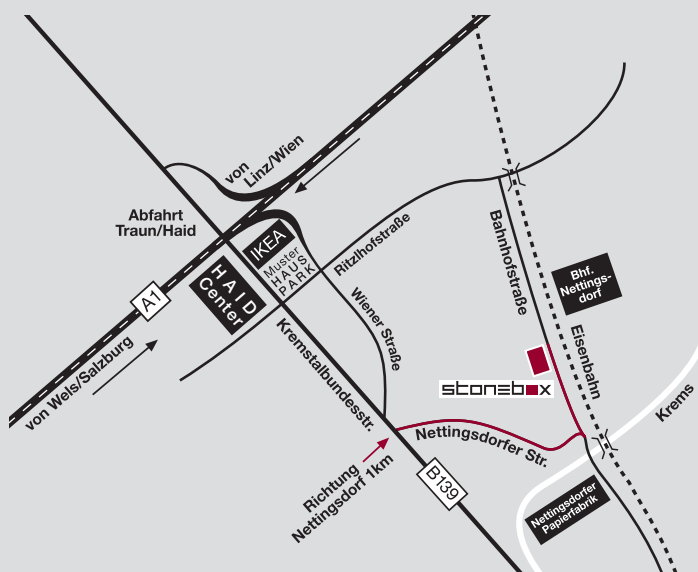 von
Linz/Wien
Abfahrt
Traun/Haid
IKEA
Muster
HAUS
PARK
Ritzlhofstraße
HAID
Center
A1
von Wels/Salzburg
Wiener Straße
Kremstalbundesstr.
Bahnhofstraße
Bhf.
Nettings-
dorf
Eisenbahn
stonebox
Krems
Nettingsdorfer Str.
Richtung
Nettingsdorf 1km
B139
Nettingsdorfer
Papierfabrik